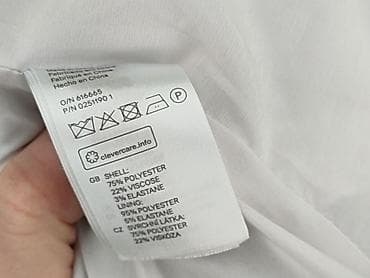 Fabriqué en Chine
Hecho en China
O/N 616665
P/N 0251190 1
P
clevercare.info
GB SHELL:
75% POLYESTER
22% VISCOSE
3% ELASTANE
LINING:
95% POLYESTER
5% ELASTANE
CZ SVRCHNÍ LÁTKA:
75% POLYESTER
22% VISKÓZA